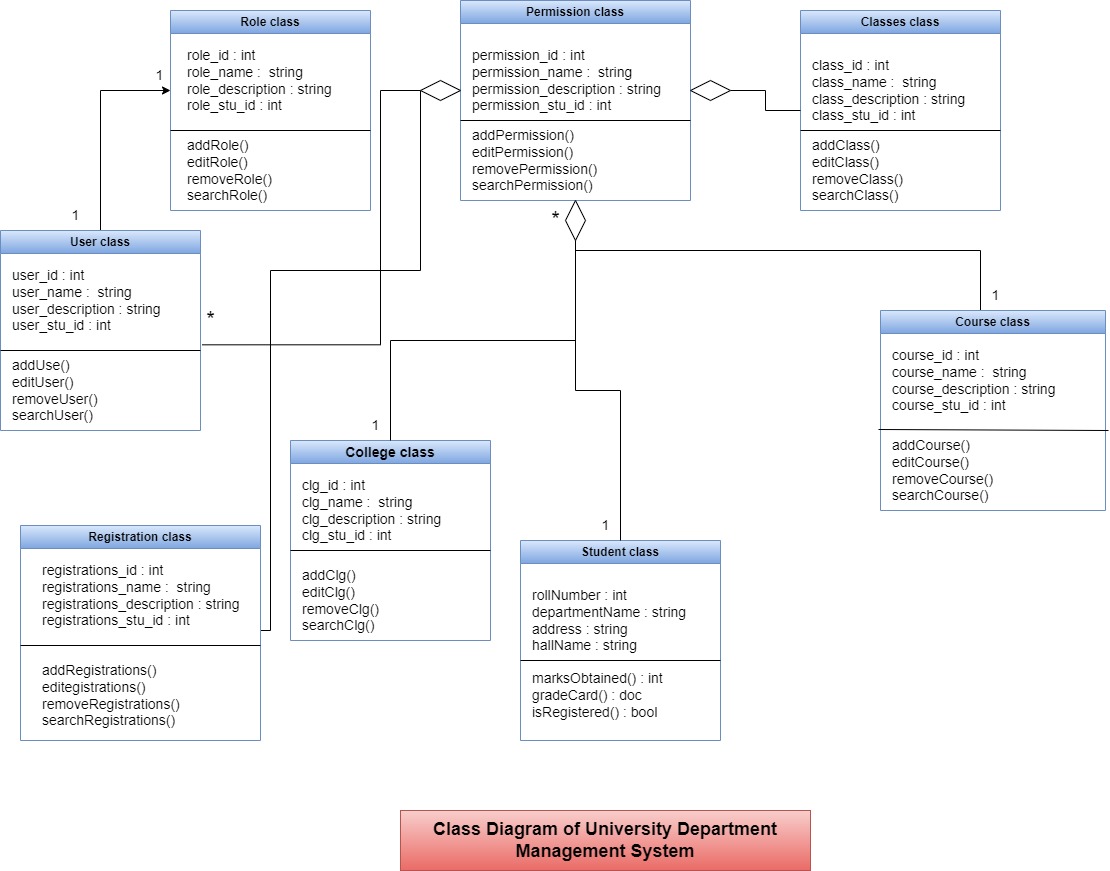 Role class
role_id : int
role_name :  string
role_description : string
role_stu_id : int
addRole()
editRole()
removeRole()
searchRole()
Permission class
permission_id : int
permission_name :  string
permission_description : string
permission_stu_id : int
addPermission()
editPermission()
removePermission()
searchPermission()
Classes class
class_id : int
class_name :  string
class_description : string
class_stu_id : int
addClass()
editClass()
removeClass()
searchClass()
1
1
*
User class
user_id : int
user_name :  string
user_description : string
user_stu_id : int
addUse()
editUser()
removeUser()
searchUser()
*
1
Course class
course_id : int
course_name :  string
course_description : string
course_stu_id : int
addCourse()
editCourse()
removeCourse()
searchCourse()
1
College class
clg_id : int
clg_name :  string
clg_description : string
clg_stu_id : int
addClg()
editClg()
removeClg()
searchClg()
Registration class
registrations_id : int
registrations_name :  string
registrations_description : string
registrations_stu_id : int
addRegistrations()
editegistrations()
removeRegistrations()
searchRegistrations()
1
Student class
rollNumber : int
departmentName : string
address : string
hallName : string
marksObtained() : int
gradeCard() : doc
isRegistered() : bool
Class Diagram of University Department
Management System